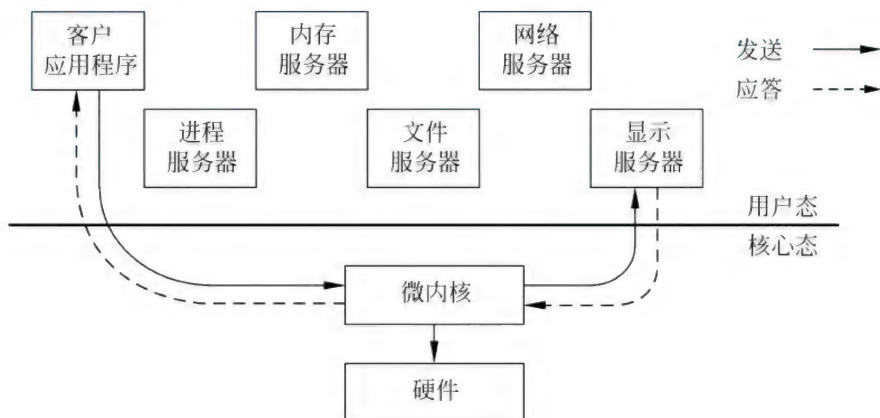 客户
应用程序
内存
服务器
网络
服务器
发送
应答
进程
服务器
文件
服务器
显示
服务器
用户态
核心态
微内核
硬件